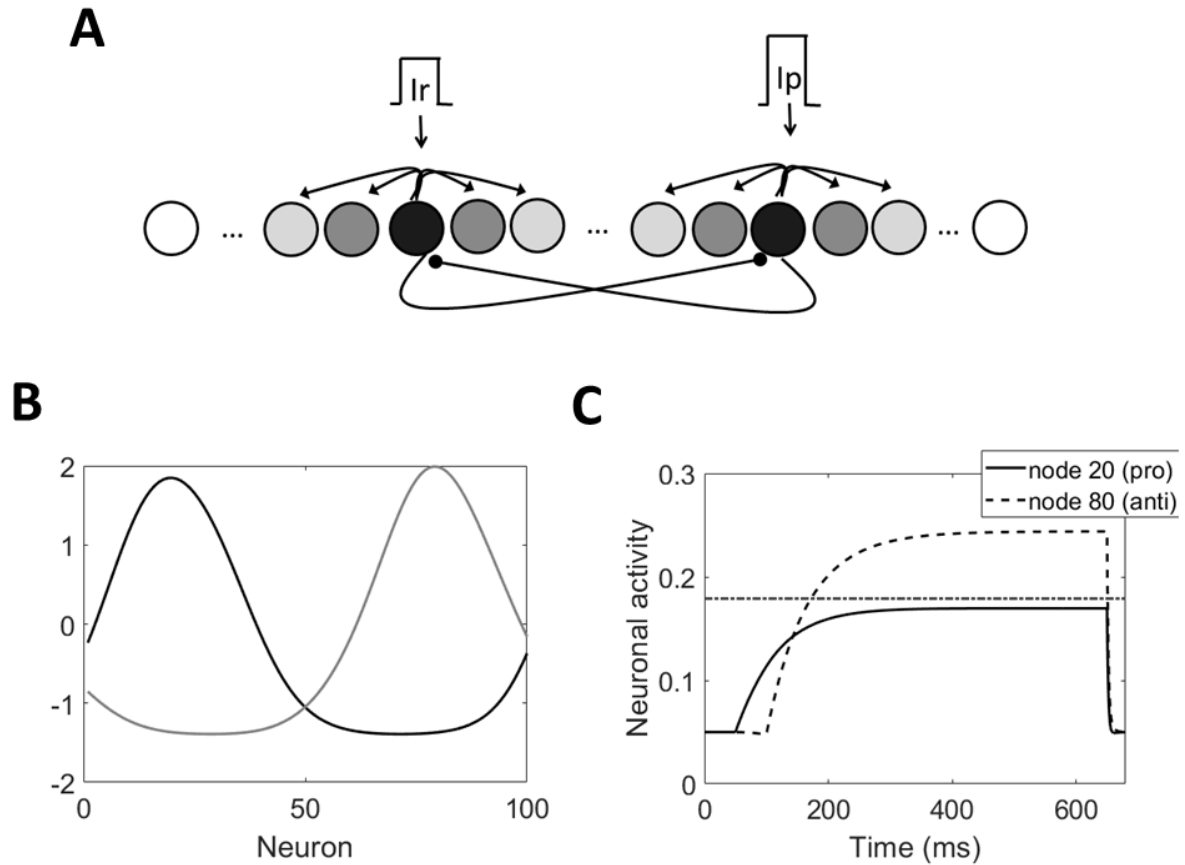 A
Ir
Ip
... ... ...
B
2
1
0
-1
-2
0 50 100
Neuron
C
node 20 (pro)
node 80 (anti)
0.3
0.2
0.1
0
Neuronal activity
0 200 400 600
Time (ms)